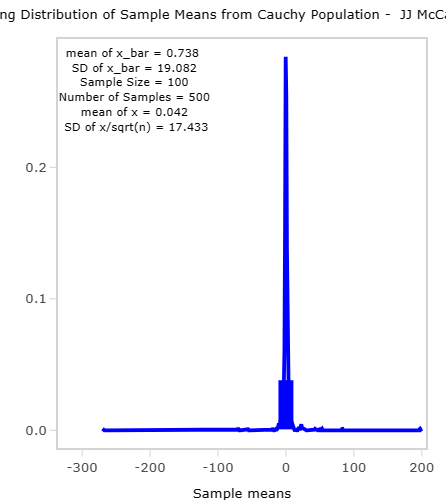 ng Distribution of Sample Means from Cauchy Population - JJ McCa
mean of x_bar = 0.738
SD of x_bar = 19.082
Sample Size = 100
Number of Samples = 500
mean of x = 0.042
SD of x/sqrt(n) = 17.433
0.2
0.1
0.0
-300 -200 -100 0 100 200
Sample means